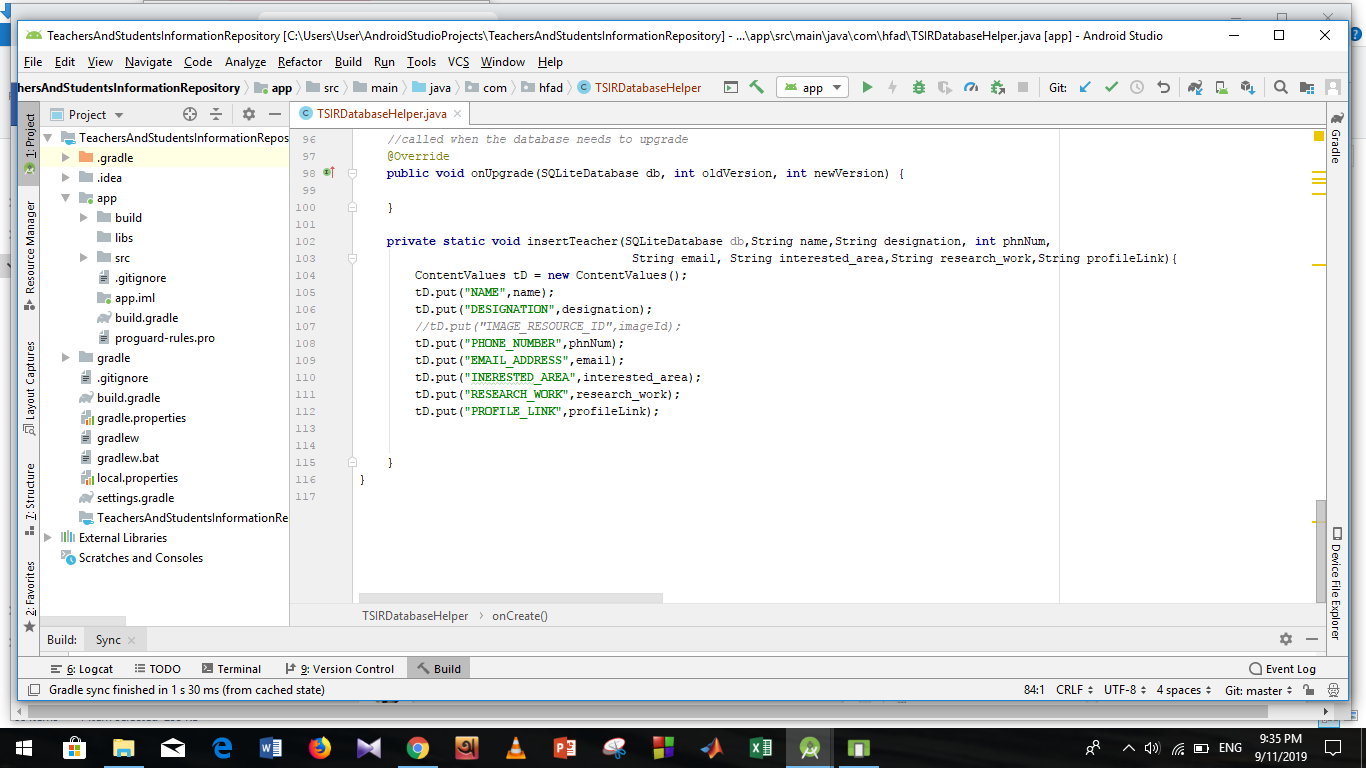 TeachersAndStudentsInformationRepository [C:\Users\User\AndroidStudioProjects\TeachersAndStudentsInformationRepository] - ...\app\src\main\java\com\hfad\TSIRDatabaseHelper.java [app] - Android Studio
File Edit View Navigate Code Analyze Refactor Build Run Tools VCS Window Help
hersAndStudentsInformationRepository app src main java com hfad TSIRDatabaseHelper app Git:
1: Project
Resource Manager
Layout Captures
7: Structure
2: Favorites
Project
TeachersAndStudentsInformationRepos
.gradle
.idea
app
build
libs
src
.gitignore
app.iml
build.gradle
proguard-rules.pro
gradle
.gitignore
build.gradle
gradle.properties
gradlew
gradlew.bat
local.properties
settings.gradle
TeachersAndStudentsInformationRe
External Libraries
Scratches and Consoles
TSIRDatabaseHelper.java
96 //called when the database needs to upgrade
97 @Override
98 public void onUpgrade(SQLiteDatabase db, int oldVersion, int newVersion) {
99
100 }
101
102 private static void insertTeacher(SQLiteDatabase db,String name,String designation, int phnNum,
103 String email, String interested_area,String research_work,String profileLink){
104 ContentValues tD = new ContentValues();
105 tD.put("NAME",name);
106 tD.put("DESIGNATION",designation);
107 //tD.put("IMAGE_RESOURCE_ID",imageId);
108 tD.put("PHONE_NUMBER",phnNum);
109 tD.put("EMAIL_ADDRESS",email);
110 tD.put("INERESTED_AREA",interested_area);
111 tD.put("RESEARCH_WORK",research_work);
112 tD.put("PROFILE_LINK",profileLink);
113
114
115 }
116 }
117
TSIRDatabaseHelper onCreate()
Gradle
Device File Explorer
Build: Sync
6: Logcat TODO Terminal 9: Version Control Build Event Log
Gradle sync finished in 1 s 30 ms (from cached state) 84:1 CRLF UTF-8 4 spaces Git: master
ENG
9:35 PM
9/11/2019